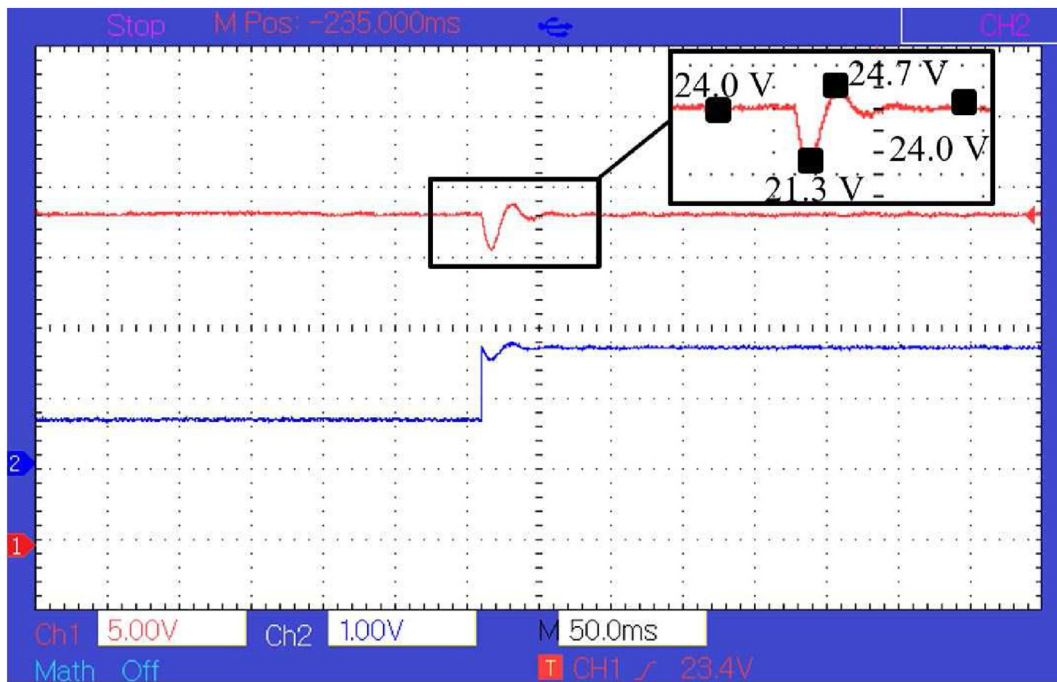 Stop M Pos: -235.000ms CH2
24.0 V 24.7 V
24.0 V
21.3 V
2
1
Ch1 5.00V Ch2 1.00V M 50.0ms
Math Off T CH1 23.4V